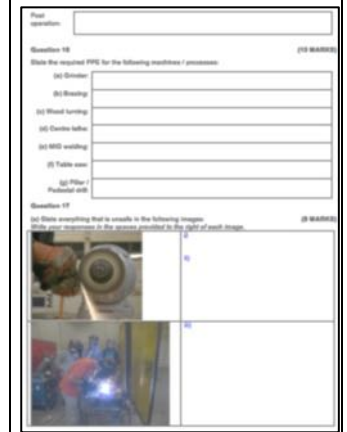 Post
operation:
Question 16 (10 MARKS)
State the required PPE for the following machines / processes:
(a) Grinder:
(b) Brazing:
(c) Wood turning:
(d) Centre lathe:
(e) MIG welding:
(f) Table saw:
(g) Pillar /
Pedestal drill:
Question 17
(a) State everything that is unsafe in the following images: (8 MARKS)
Write your responses in the spaces provided to the right of each image.
i)
ii)
iii)